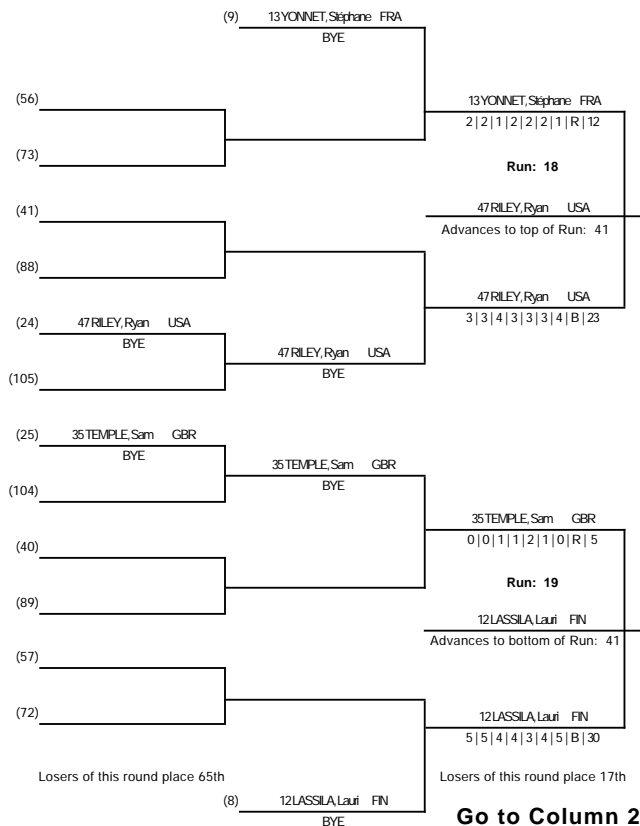 (9) 13 YONNET, Stéphane FRA
BYE
(56)
13 YONNET, Stéphane FRA
2 | 2 | 1 | 2 | 2 | 2 | 1 | R | 12
(73)
Run: 18
(41)
47 RILEY, Ryan USA
Advances to top of Run: 41
(88)
47 RILEY, Ryan USA
3 | 3 | 4 | 3 | 3 | 3 | 4 | B | 23
(24) 47 RILEY, Ryan USA
BYE
47 RILEY, Ryan USA
BYE
(105)
(25) 35 TEMPLE, Sam GBR
BYE
35 TEMPLE, Sam GBR
BYE
(104)
35 TEMPLE, Sam GBR
0 | 0 | 1 | 1 | 2 | 1 | 0 | R | 5
(40)
Run: 19
(89)
12 LASSILA, Lauri FIN
Advances to bottom of Run: 41
(57)
(72)
12 LASSILA, Lauri FIN
5 | 5 | 4 | 4 | 3 | 4 | 5 | B | 30
Losers of this round place 65th
Losers of this round place 17th
(8) 12 LASSILA, Lauri FIN
BYE
Go to Column 2